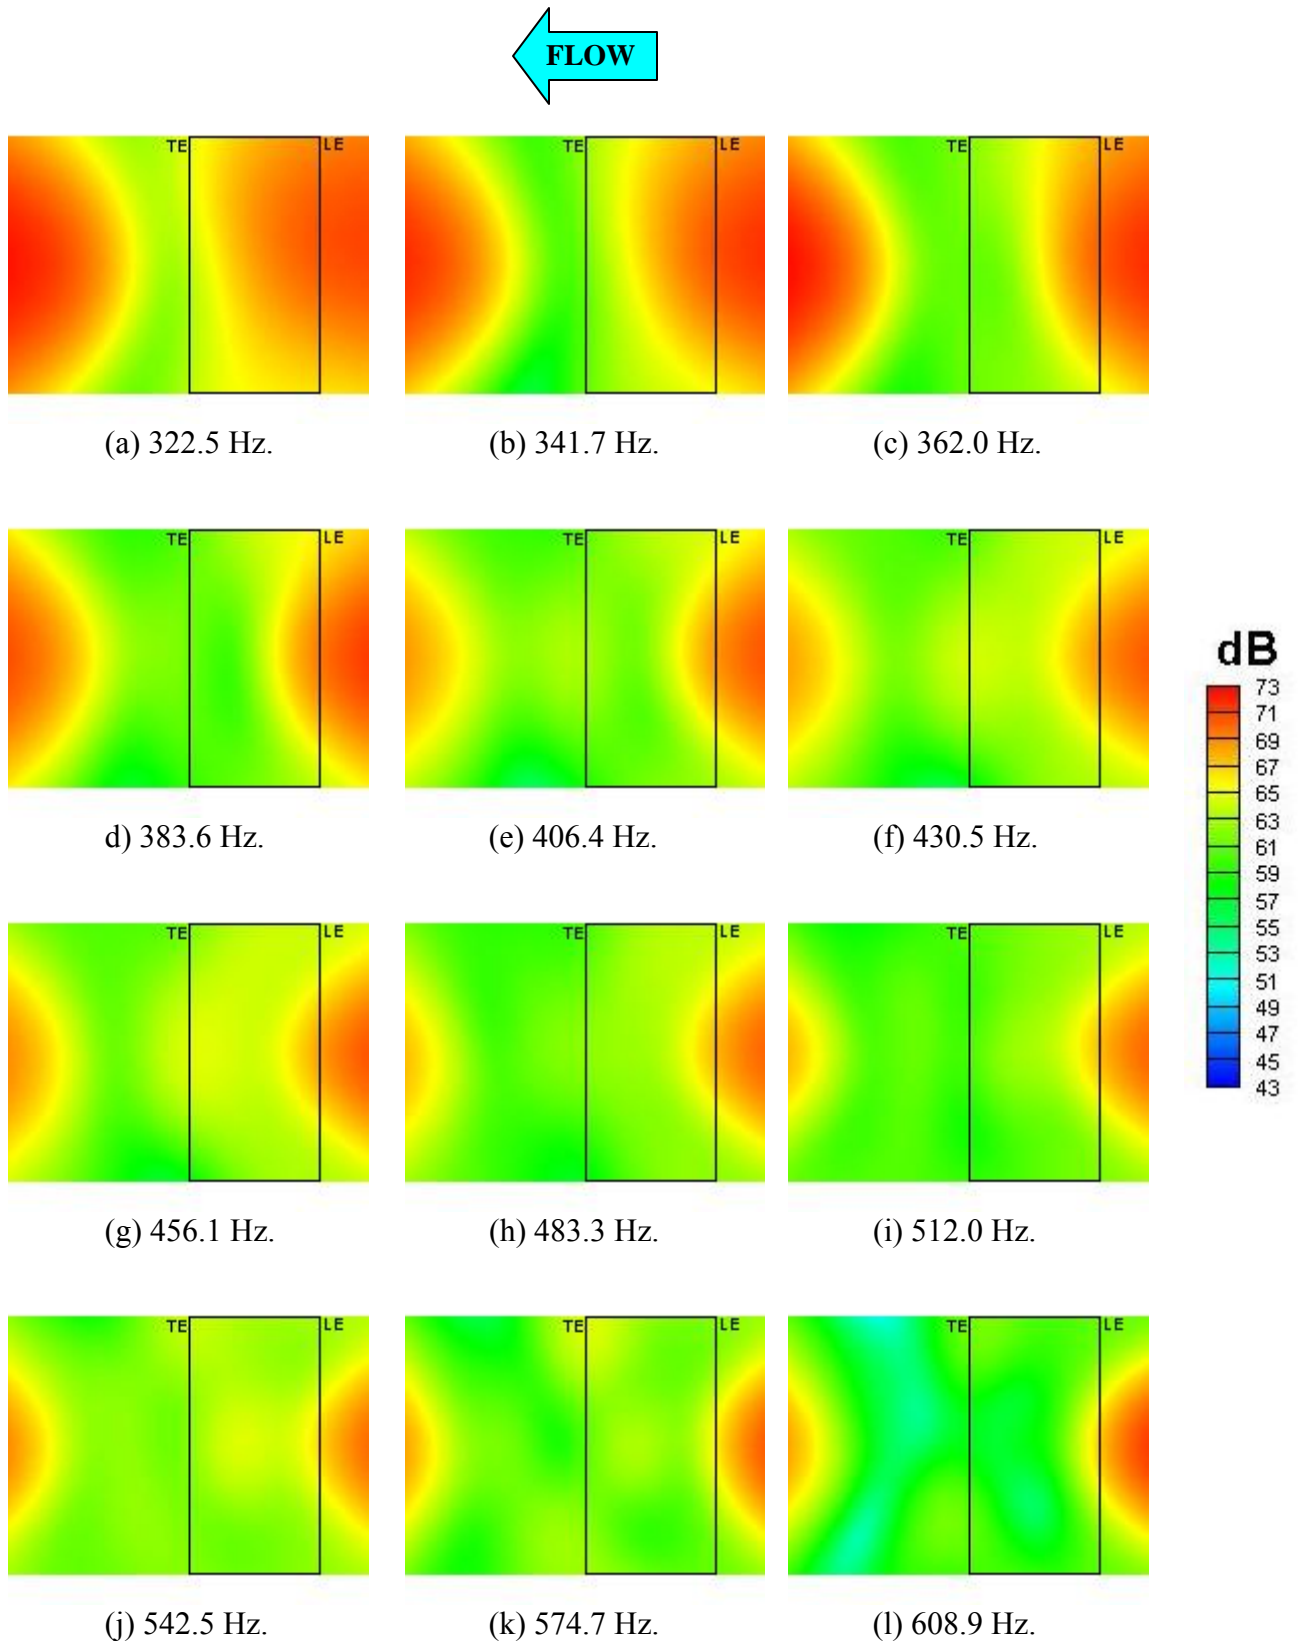 FLOW
TE LE TE LE TE LE
(a) 322.5 Hz. (b) 341.7 Hz. (c) 362.0 Hz.
TE LE TE LE TE LE
d) 383.6 Hz. (e) 406.4 Hz. (f) 430.5 Hz.
dB
73
71
69
67
65
63
61
59
57
55
53
51
49
47
45
43
TE LE TE LE TE LE
(g) 456.1 Hz. (h) 483.3 Hz. (i) 512.0 Hz.
TE LE TE LE TE LE
(j) 542.5 Hz. (k) 574.7 Hz. (l) 608.9 Hz.